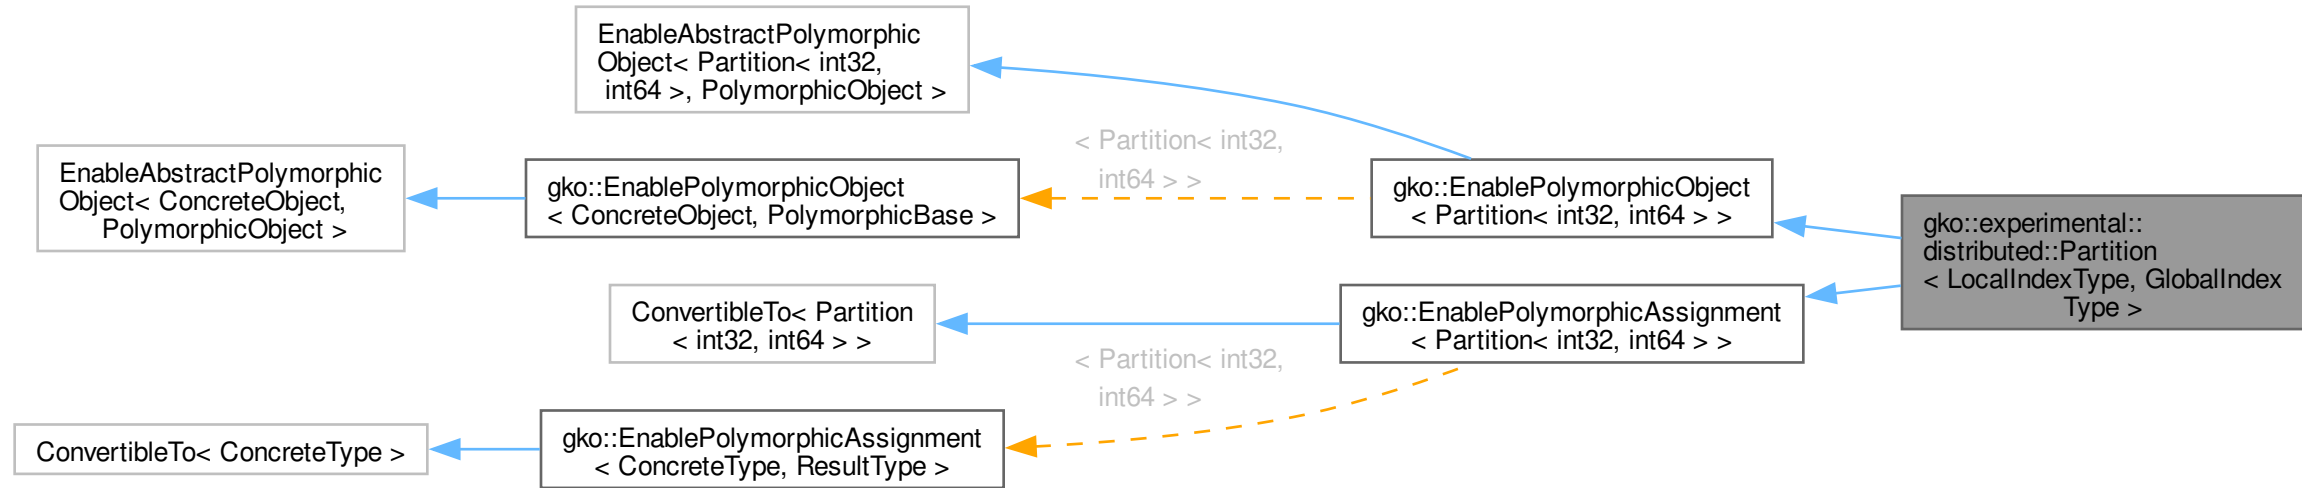 EnableAbstractPolymorphic
Object< Partition< int32,
int64 >, PolymorphicObject >
EnableAbstractPolymorphic
Object< ConcreteObject,
PolymorphicObject >
gko::EnablePolymorphicObject
< ConcreteObject, PolymorphicBase >
< Partition< int32,
int64 > >
gko::EnablePolymorphicObject
< Partition< int32, int64 > >
gko::experimental::
distributed::Partition
< LocalIndexType, GlobalIndex
Type >
ConvertibleTo< Partition
< int32, int64 > >
gko::EnablePolymorphicAssignment
< Partition< int32, int64 > >
< Partition< int32,
int64 > >
ConvertibleTo< ConcreteType >
gko::EnablePolymorphicAssignment
< ConcreteType, ResultType >